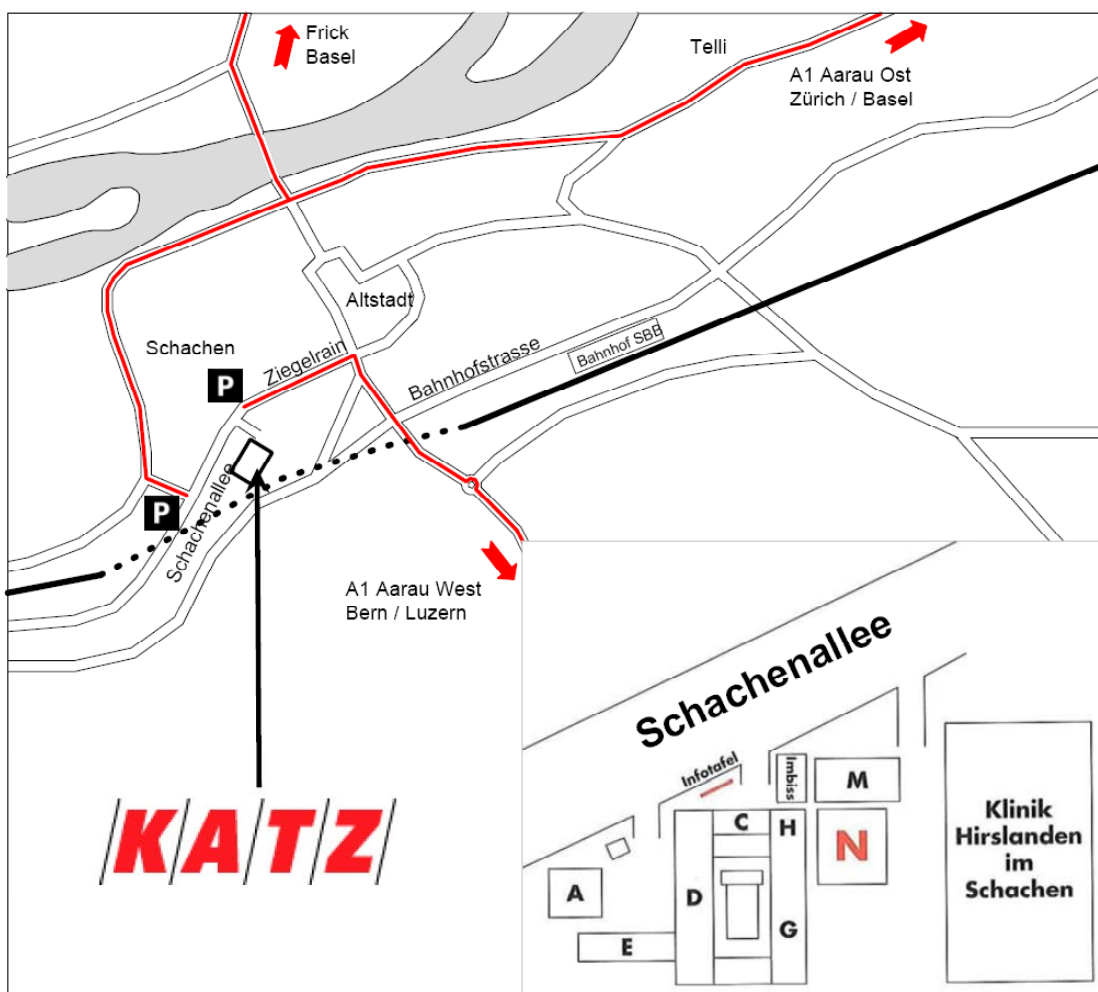 Frick
Basel
Telli
A1 Aarau Ost
Zürich / Basel
Altstadt
Schachen
Ziegelrain
Bahnhofstrasse
Bahnhof SBB
P
P
Schachenallee
A1 Aarau West
Bern / Luzern
KATZ
Schachenallee
Infotafel
Imbiss
M
C
H
N
Klinik
Hirslanden
im
Schachen
A
D
G
E